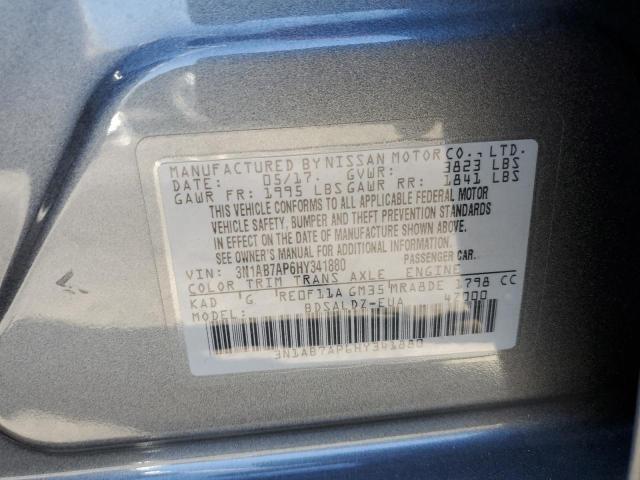 MANUFACTURED BY NISSAN MOTOR CO., LTD.
DATE: 05/17 GVWR: 3823 LBS
GAWR FR: 1995 LBS GAWR RR: 1841 LBS
THIS VEHICLE CONFORMS TO ALL APPLICABLE FEDERAL MOTOR
VEHICLE SAFETY, BUMPER AND THEFT PREVENTION STANDARDS
IN EFFECT ON THE DATE OF MANUFACTURE SHOWN ABOVE.
SEE OWNER'S MANUAL FOR ADDITIONAL INFORMATION.
VIN: 3N1AB7AP6HY341880 PASSENGER CAR
COLOR TRIM TRANS AXLE ENGINE
KAD G RE0F11A GM35 MRA8DE 1798 CC
MODEL: BDSALDZ-EUA 47000
3N1AB7AP6HY341880